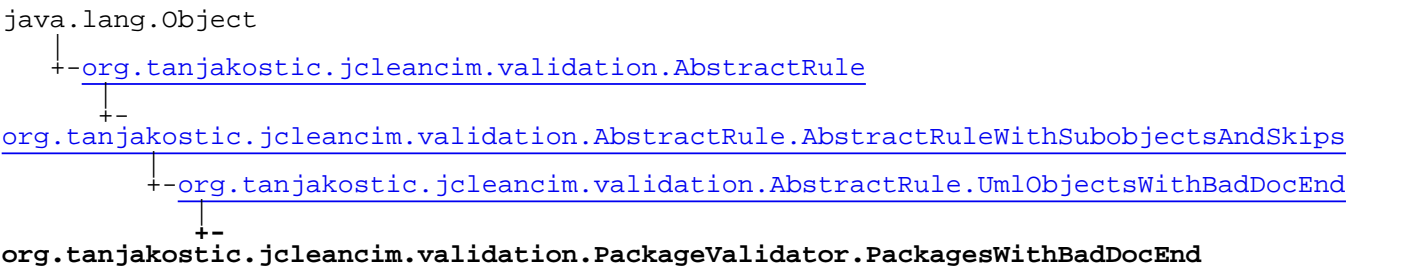 java.lang.Object
|
+-org.tanjakostic.jcleancim.validation.AbstractRule
|
+-
org.tanjakostic.jcleancim.validation.AbstractRule.AbstractRuleWithSubobjectsAndSkips
|
+-org.tanjakostic.jcleancim.validation.AbstractRule.UmlObjectsWithBadDocEnd
|
+-
org.tanjakostic.jcleancim.validation.PackageValidator.PackagesWithBadDocEnd